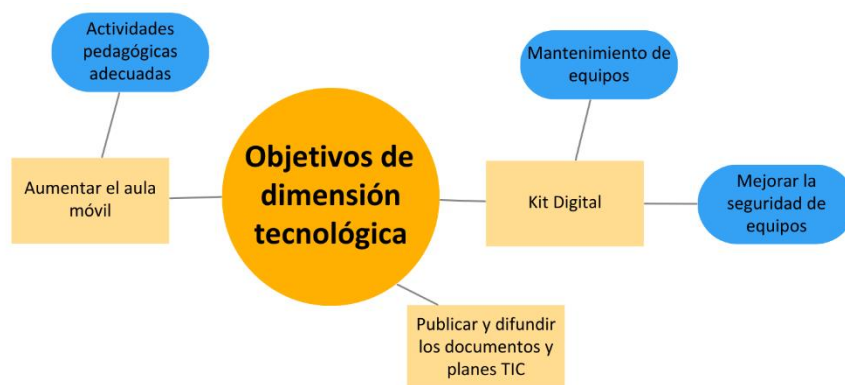 Actividades
pedagógicas
adecuadas
Mantenimiento de
equipos
Objetivos de
dimensión
tecnológica
Aumentar el aula
móvil
Kit Digital
Mejorar la
seguridad de
equipos
Publicar y difundir
los documentos y
planes TIC